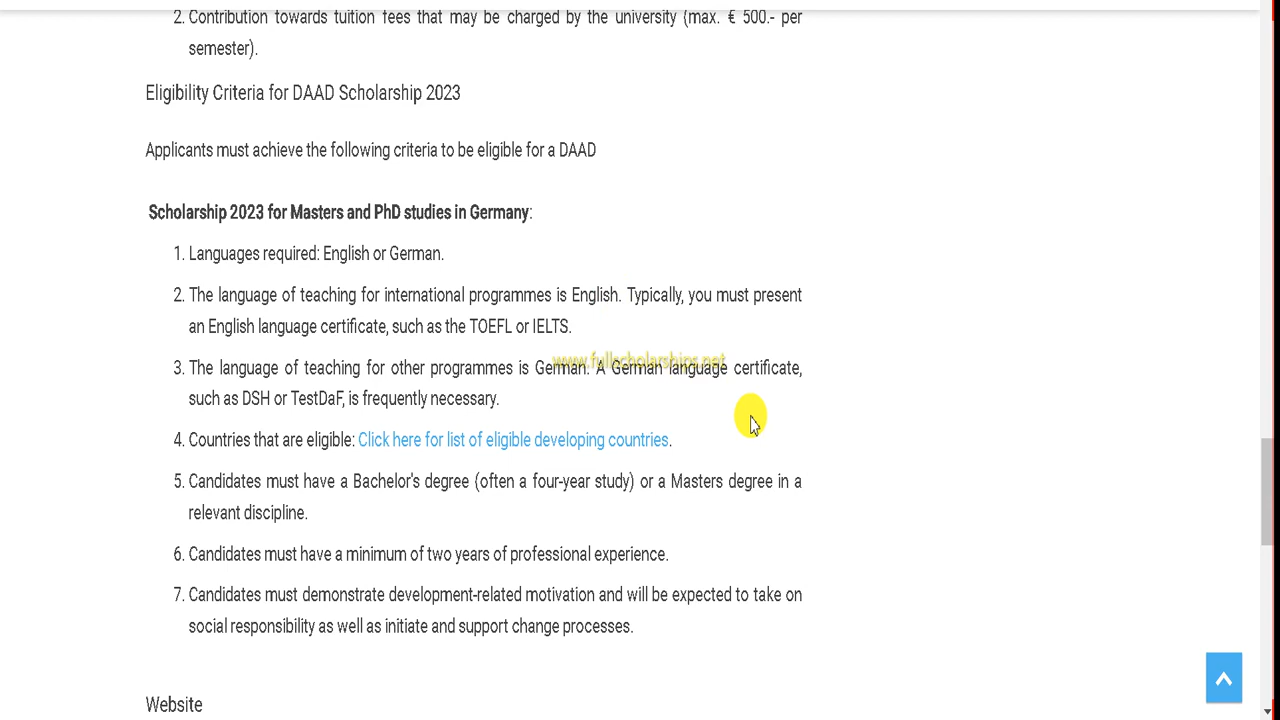 2. Contribution towards tuition fees that may be charged by the university (max. € 500.- per
semester).
Eligibility Criteria for DAAD Scholarship 2023
Applicants must achieve the following criteria to be eligible for a DAAD
Scholarship 2023 for Masters and PhD studies in Germany:
1. Languages required: English or German.
2. The language of teaching for international programmes is English. Typically, you must present
an English language certificate, such as the TOEFL or IELTS.
www.fullscholarships.net
3. The language of teaching for other programmes is German. A German language certificate,
such as DSH or TestDaF, is frequently necessary.
4. Countries that are eligible: Click here for list of eligible developing countries.
5. Candidates must have a Bachelor's degree (often a four-year study) or a Masters degree in a
relevant discipline.
6. Candidates must have a minimum of two years of professional experience.
7. Candidates must demonstrate development-related motivation and will be expected to take on
social responsibility as well as initiate and support change processes.
Website